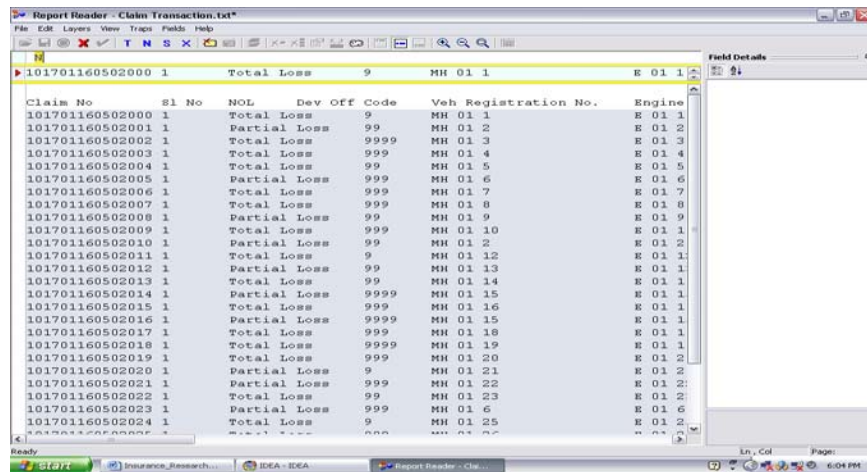 Report Reader - Claim Transaction.txt*
File Edit Layers View Traps Fields Help
T N S
N
Field Details
101701160502000 1 Total Loss 9 MH 01 1 E 01 1
Claim No Sl No NOL Dev Off Code Veh Registration No. Engine
101701160502000 1 Total Loss 9 MH 01 1 E 01 1
101701160502001 1 Partial Loss 99 MH 01 2 E 01 2
101701160502002 1 Total Loss 9999 MH 01 3 E 01 3
101701160502003 1 Total Loss 999 MH 01 4 E 01 4
101701160502004 1 Total Loss 99 MH 01 5 E 01 5
101701160502005 1 Partial Loss 999 MH 01 6 E 01 6
101701160502006 1 Total Loss 999 MH 01 7 E 01 7
101701160502007 1 Total Loss 999 MH 01 8 E 01 8
101701160502008 1 Partial Loss 99 MH 01 9 E 01 9
101701160502009 1 Total Loss 999 MH 01 10 E 01 1
101701160502010 1 Partial Loss 99 MH 01 2 E 01 2
101701160502011 1 Total Loss 9 MH 01 12 E 01 1
101701160502012 1 Partial Loss 99 MH 01 13 E 01 1
101701160502013 1 Total Loss 99 MH 01 14 E 01 1
101701160502014 1 Partial Loss 9999 MH 01 15 E 01 1
101701160502015 1 Total Loss 999 MH 01 16 E 01 1
101701160502016 1 Partial Loss 9999 MH 01 15 E 01 1
101701160502017 1 Total Loss 999 MH 01 18 E 01 1
101701160502018 1 Total Loss 9999 MH 01 19 E 01 1
101701160502019 1 Total Loss 999 MH 01 20 E 01 2
101701160502020 1 Partial Loss 9 MH 01 21 E 01 2
101701160502021 1 Partial Loss 999 MH 01 22 E 01 2
101701160502022 1 Total Loss 99 MH 01 23 E 01 2
101701160502023 1 Partial Loss 999 MH 01 6 E 01 6
101701160502024 1 Total Loss 9 MH 01 25 E 01 2
Ready
Ln , Col Page:
start Insurance_Research... IDEA - IDEA Report Reader - Clai... 6:04 PM